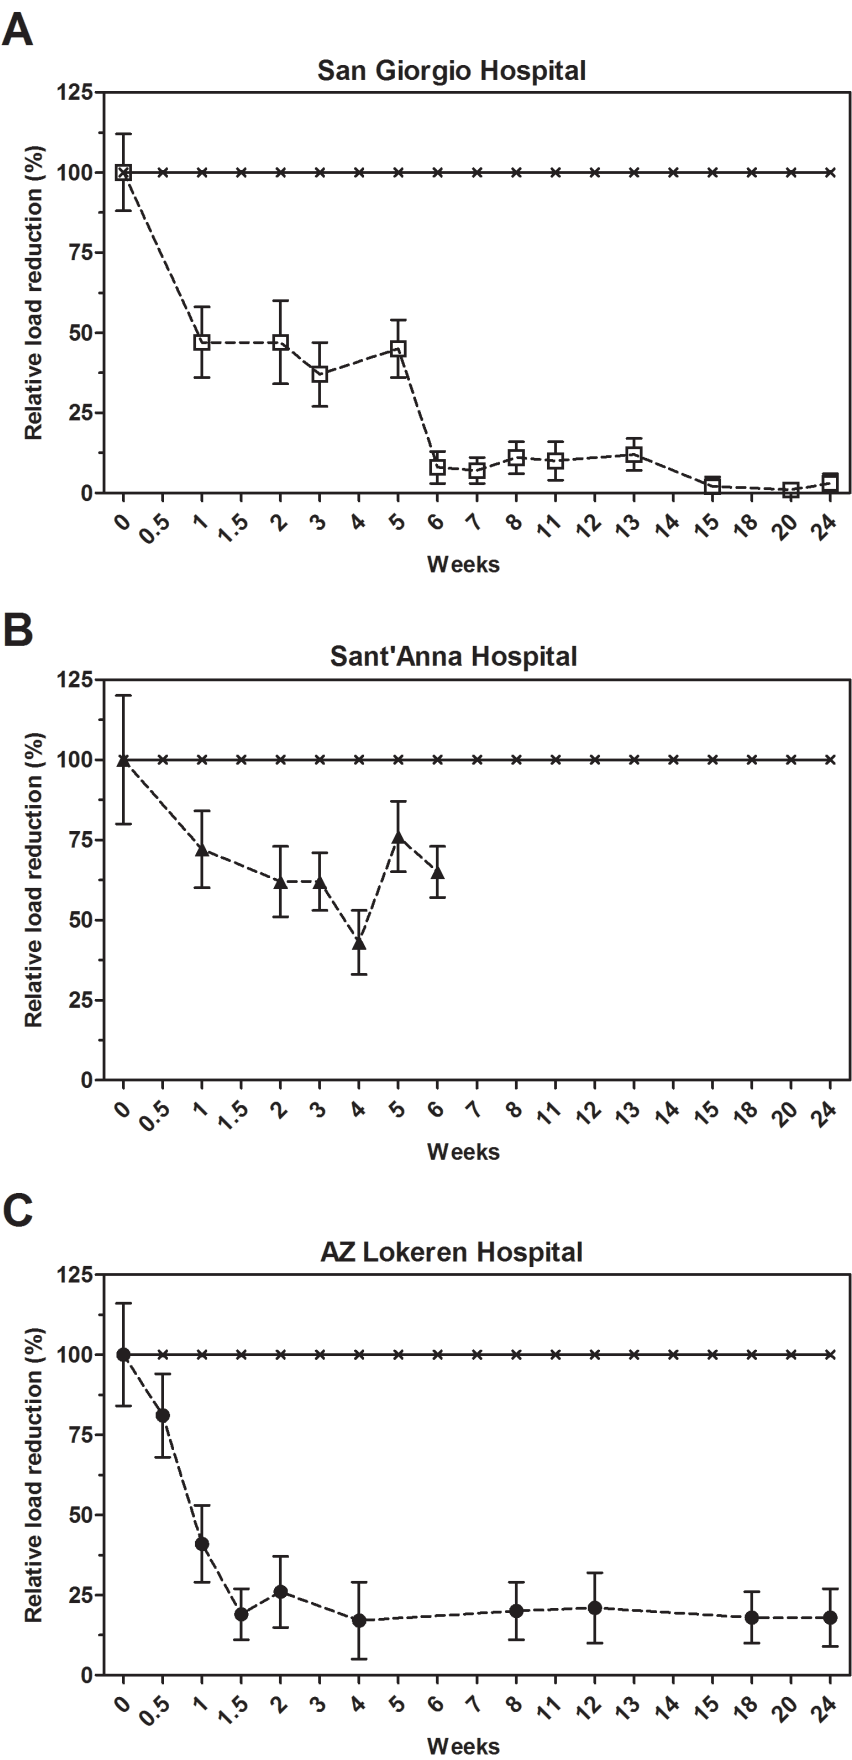 A
San Giorgio Hospital
Relative load reduction (%)
125
100
75
50
25
0
0 0.5 1 1.5 2 3 4 5 6 7 8 11 12 13 14 15 18 20 24
Weeks
B
Sant'Anna Hospital
Relative load reduction (%)
125
100
75
50
25
0
0 0.5 1 1.5 2 3 4 5 6 7 8 11 12 13 14 15 18 20 24
Weeks
C
AZ Lokeren Hospital
Relative load reduction (%)
125
100
75
50
25
0
0 0.5 1 1.5 2 3 4 5 6 7 8 11 12 13 14 15 18 20 24
Weeks